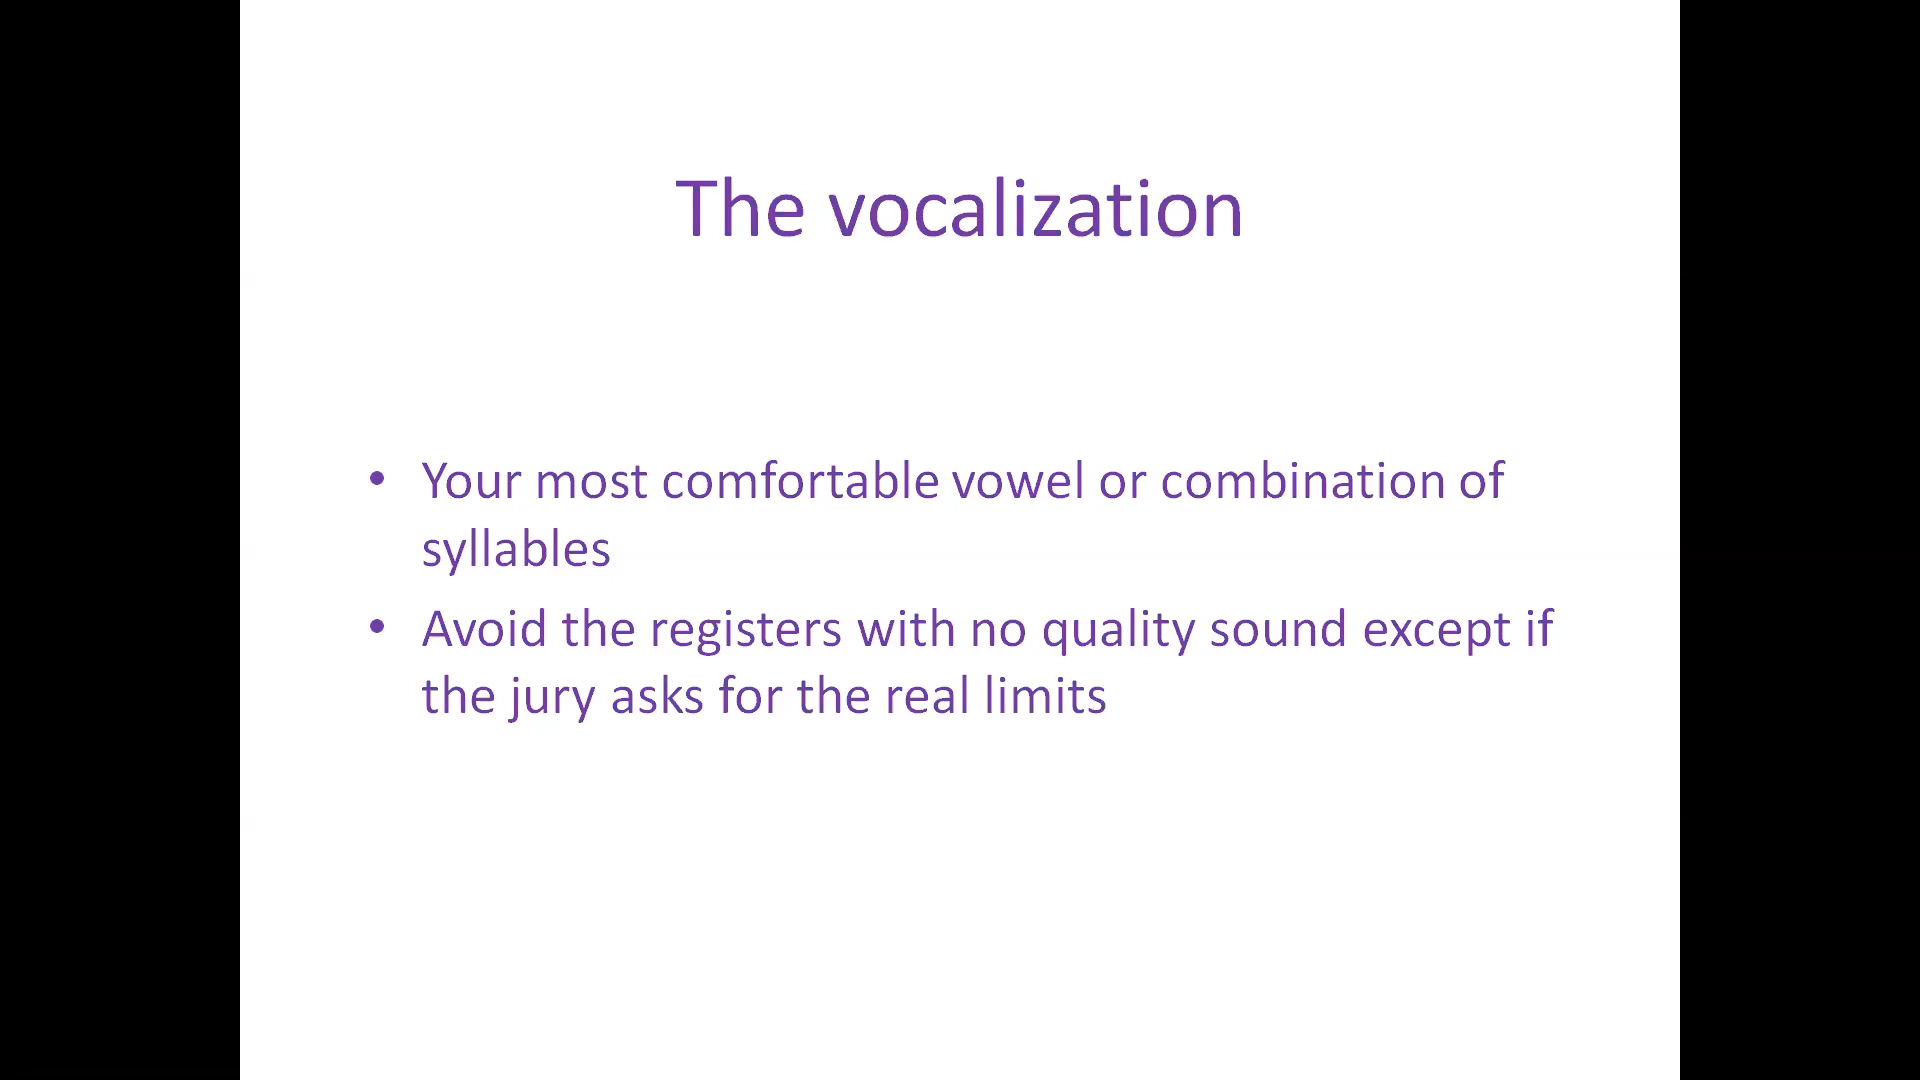 The vocalization
• Your most comfortable vowel or combination of
syllables
• Avoid the registers with no quality sound except if
the jury asks for the real limits